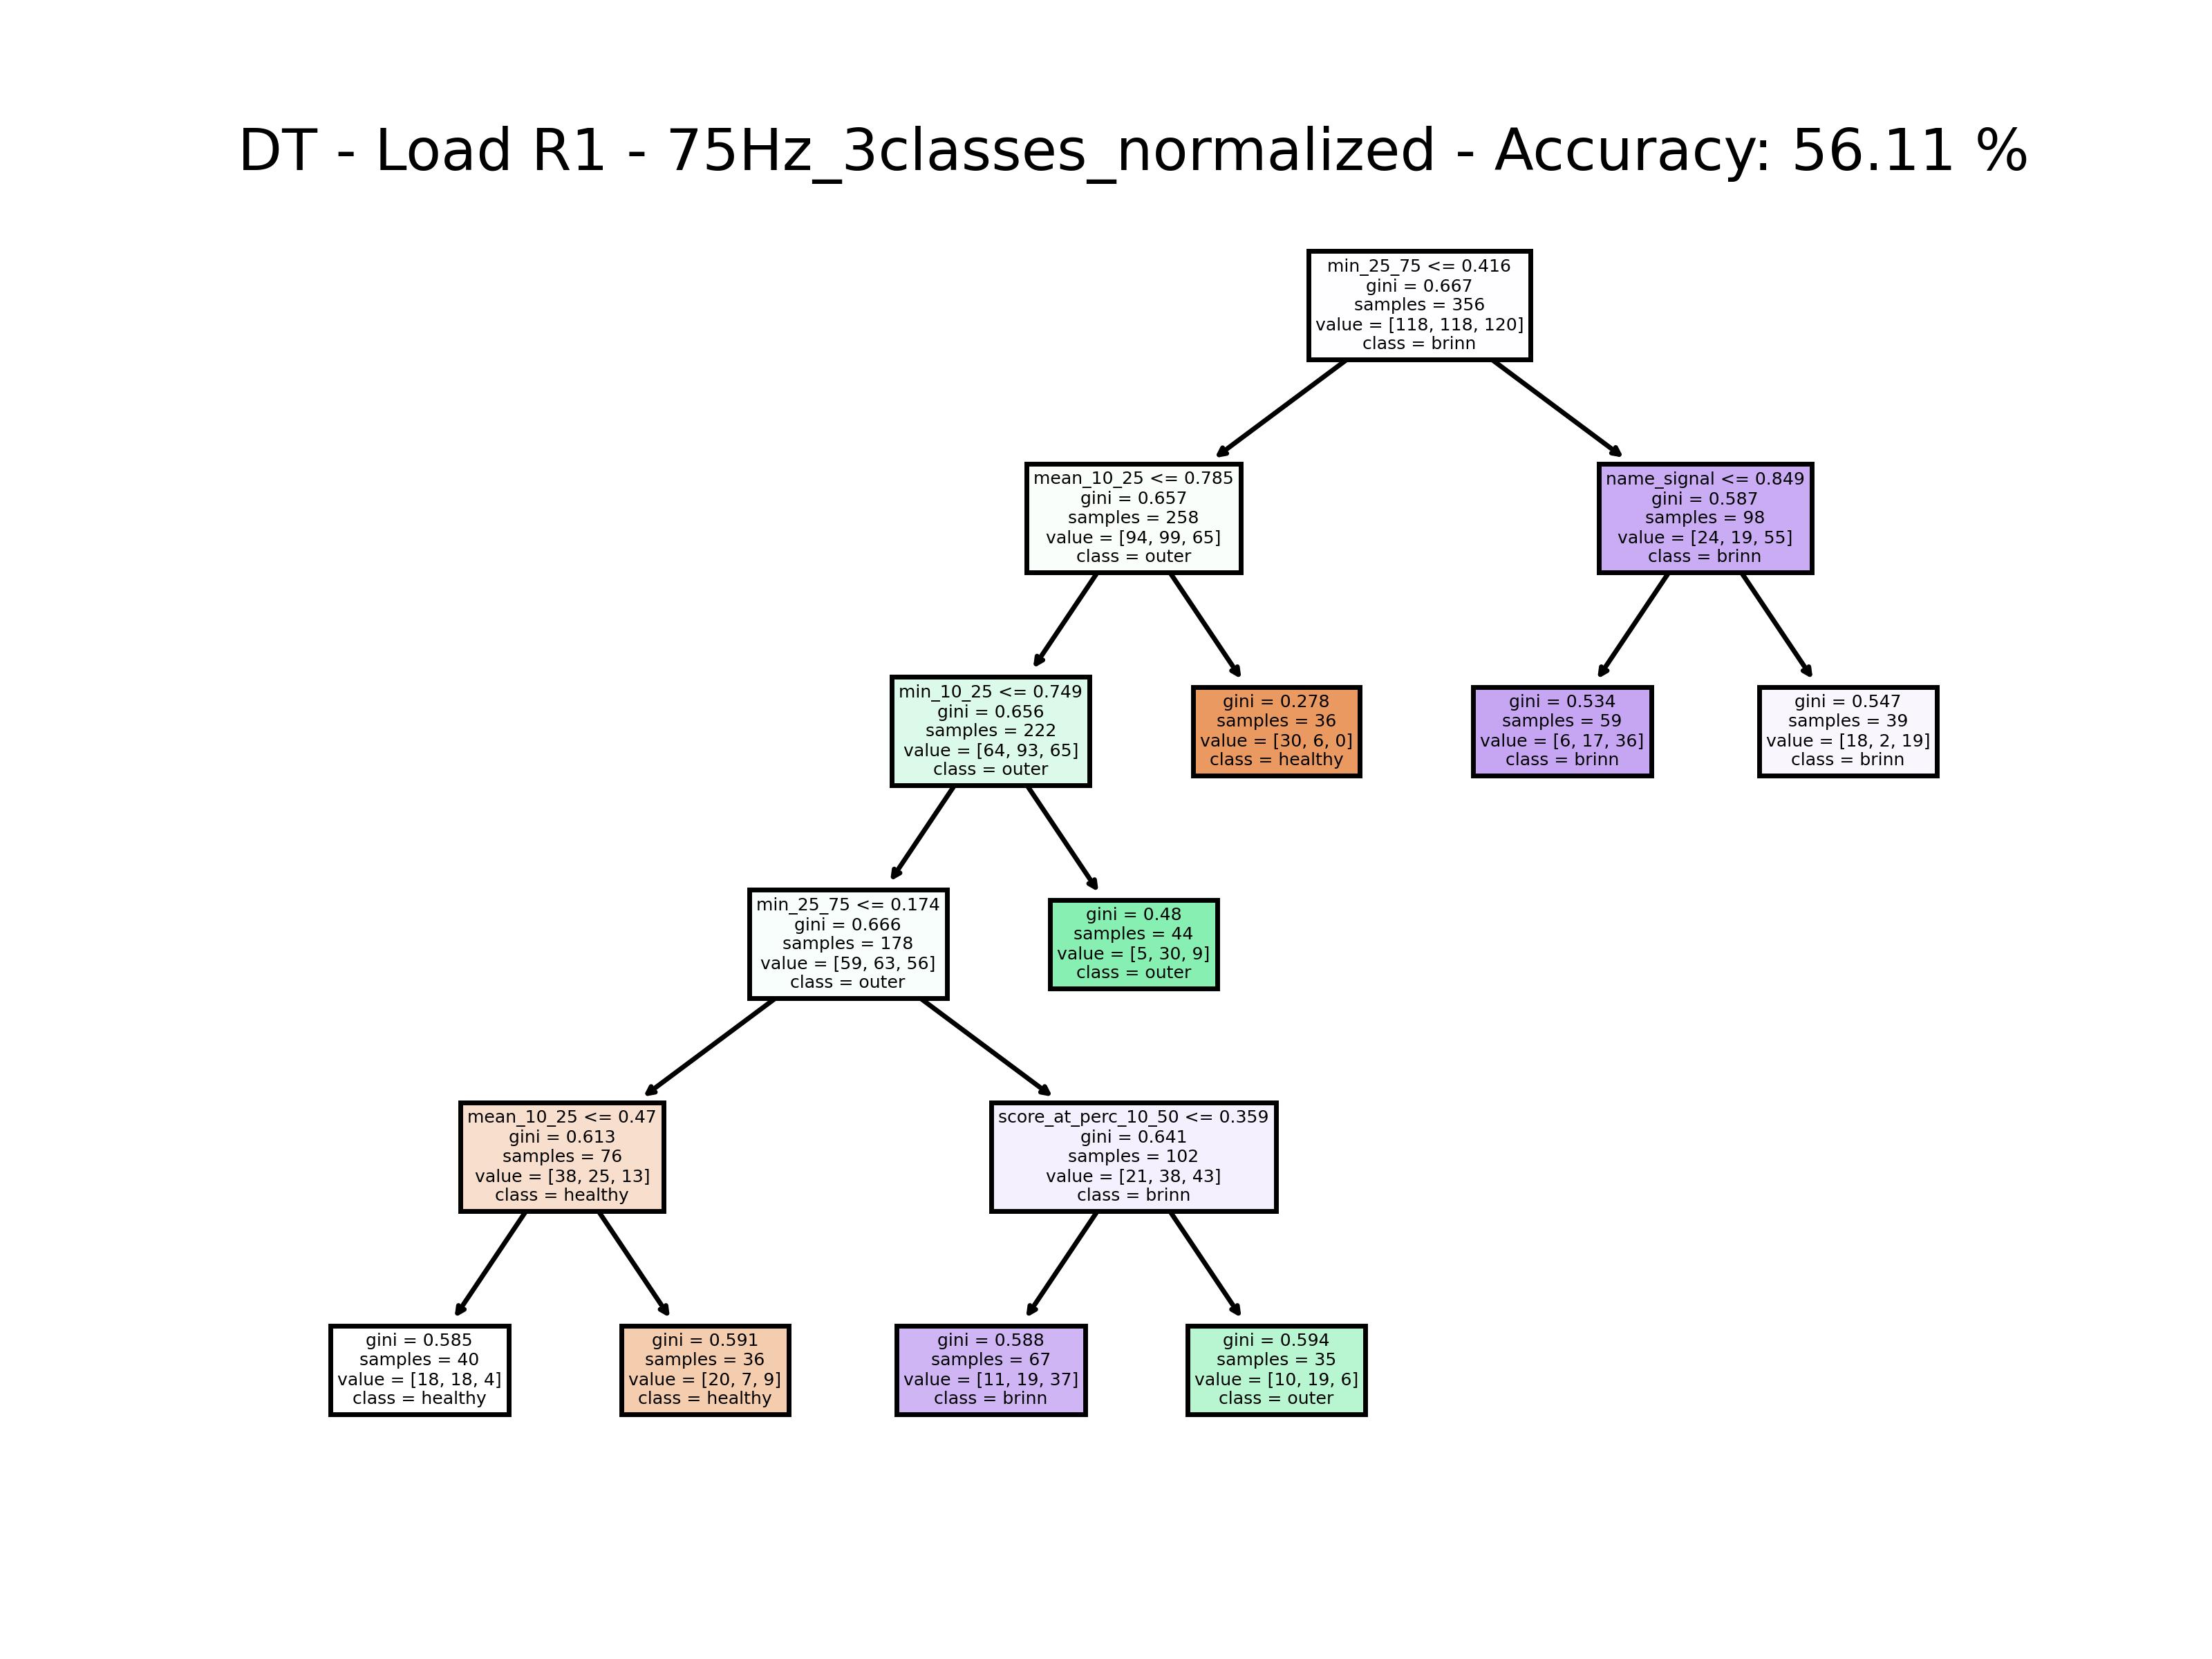 DT - Load R1 - 75Hz_3classes_normalized - Accuracy: 56.11 %
min_25_75 <= 0.416
gini = 0.667
samples = 356
value = [118, 118, 120]
class = brinn
mean_10_25 <= 0.785
gini = 0.657
samples = 258
value = [94, 99, 65]
class = outer
name_signal <= 0.849
gini = 0.587
samples = 98
value = [24, 19, 55]
class = brinn
min_10_25 <= 0.749
gini = 0.656
samples = 222
value = [64, 93, 65]
class = outer
gini = 0.278
samples = 36
value = [30, 6, 0]
class = healthy
gini = 0.534
samples = 59
value = [6, 17, 36]
class = brinn
gini = 0.547
samples = 39
value = [18, 2, 19]
class = brinn
min_25_75 <= 0.174
gini = 0.666
samples = 178
value = [59, 63, 56]
class = outer
gini = 0.48
samples = 44
value = [5, 30, 9]
class = outer
mean_10_25 <= 0.47
gini = 0.613
samples = 76
value = [38, 25, 13]
class = healthy
score_at_perc_10_50 <= 0.359
gini = 0.641
samples = 102
value = [21, 38, 43]
class = brinn
gini = 0.585
samples = 40
value = [18, 18, 4]
class = healthy
gini = 0.591
samples = 36
value = [20, 7, 9]
class = healthy
gini = 0.588
samples = 67
value = [11, 19, 37]
class = brinn
gini = 0.594
samples = 35
value = [10, 19, 6]
class = outer